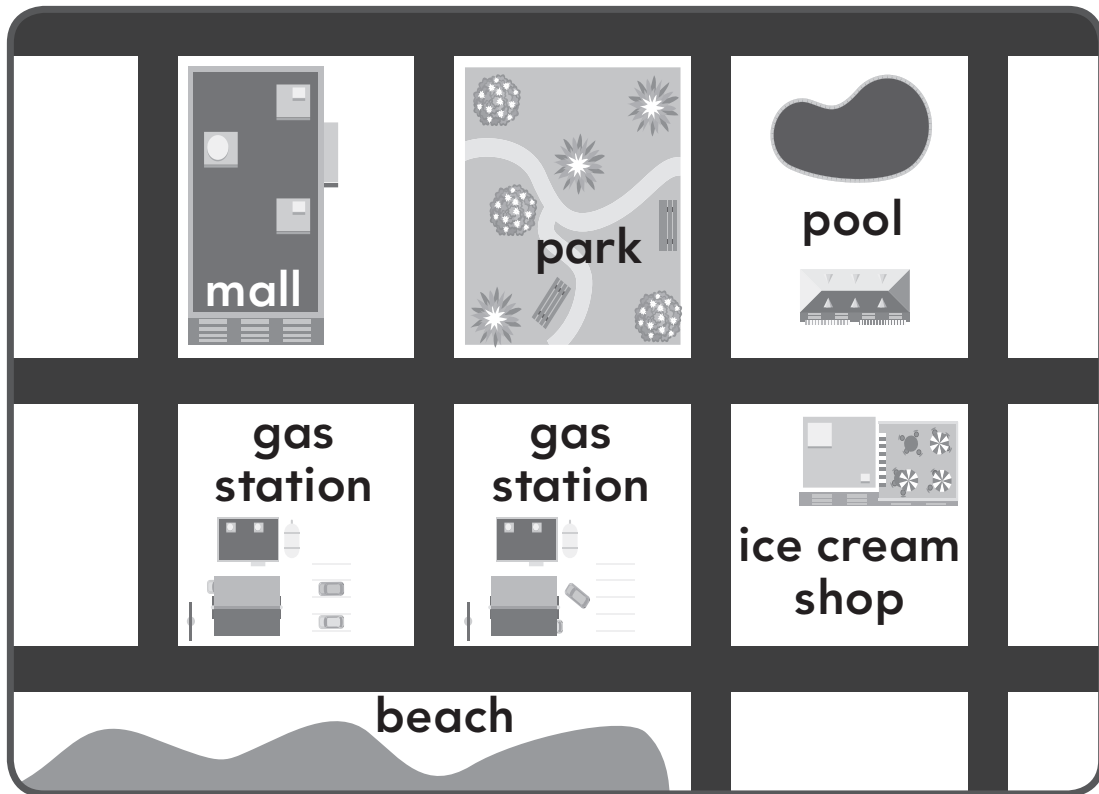 mall
park
pool
gas
station
gas
station
ice cream
shop
beach